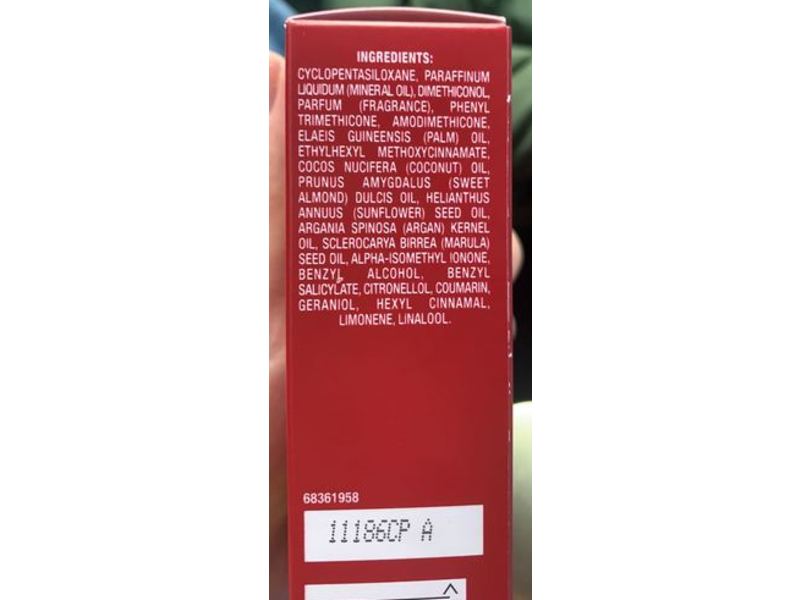 INGREDIENTS:
CYCLOPENTASILOXANE, PARAFFINUM
LIQUIDUM (MINERAL OIL), DIMETHICONOL,
PARFUM (FRAGRANCE), PHENYL
TRIMETHICONE, AMODIMETHICONE,
ELAEIS GUINEENSIS (PALM) OIL,
ETHYLHEXYL METHOXYCINNAMATE,
COCOS NUCIFERA (COCONUT) OIL,
PRUNUS AMYGDALUS (SWEET
ALMOND) DULCIS OIL, HELIANTHUS
ANNUUS (SUNFLOWER) SEED OIL,
ARGANIA SPINOSA (ARGAN) KERNEL
OIL, SCLEROCARYA BIRREA (MARULA)
SEED OIL, ALPHA-ISOMETHYL IONONE,
BENZYL ALCOHOL, BENZYL
SALICYLATE, CITRONELLOL, COUMARIN,
GERANIOL, HEXYL CINNAMAL,
LIMONENE, LINALOOL.
68361958
11186CP A